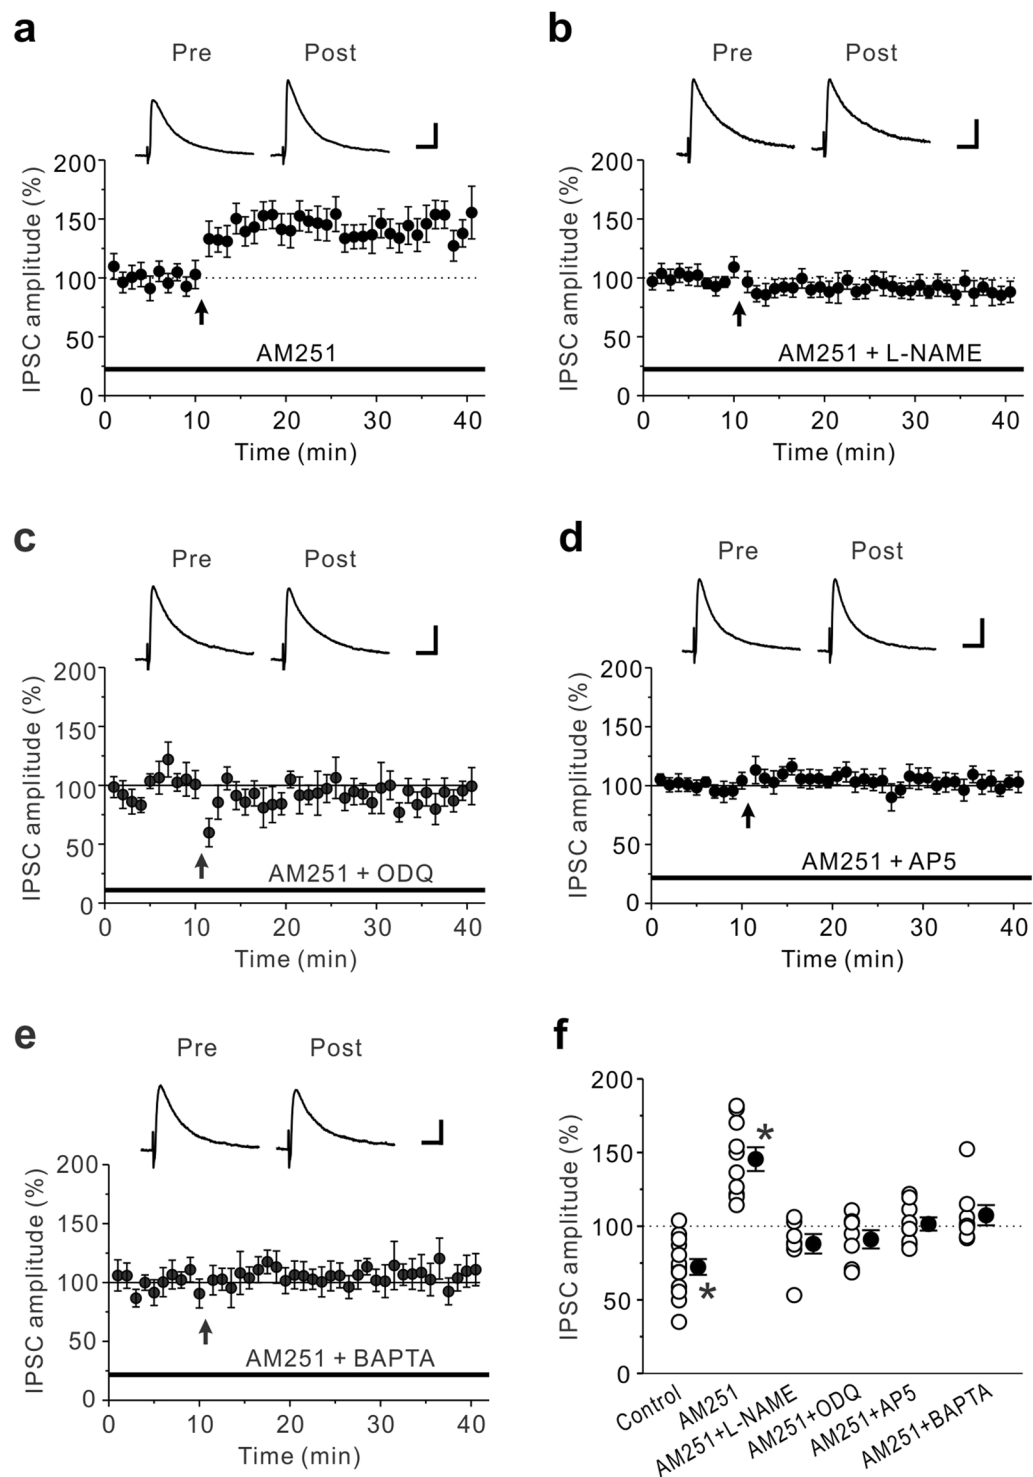 a
Pre Post
IPSC amplitude (%)
200
150
100
50
0
AM251
0 10 20 30 40
Time (min)
b
Pre Post
IPSC amplitude (%)
200
150
100
50
0
AM251 + L-NAME
0 10 20 30 40
Time (min)
c
Pre Post
IPSC amplitude (%)
200
150
100
50
0
AM251 + ODQ
0 10 20 30 40
Time (min)
d
Pre Post
IPSC amplitude (%)
200
150
100
50
0
AM251 + AP5
0 10 20 30 40
Time (min)
e
Pre Post
IPSC amplitude (%)
200
150
100
50
0
AM251 + BAPTA
0 10 20 30 40
Time (min)
f
IPSC amplitude (%)
200
150
100
50
0
*
*
Control
AM251
AM251+L-NAME
AM251+ODQ
AM251+AP5
AM251+BAPTA